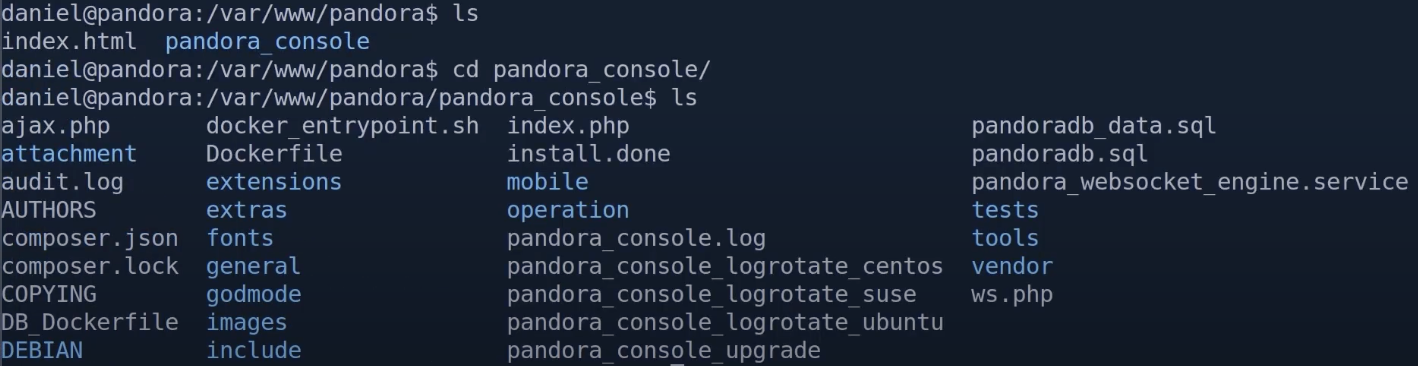 daniel@pandora:/var/www/pandora$ ls
index.html  pandora_console
daniel@pandora:/var/www/pandora$ cd pandora_console/
daniel@pandora:/var/www/pandora/pandora_console$ ls
ajax.php       docker_entrypoint.sh  index.php                         pandoradb_data.sql
attachment     Dockerfile            install.done                      pandoradb.sql
audit.log      extensions            mobile                            pandora_websocket_engine.service
AUTHORS        extras                operation                         tests
composer.json  fonts                 pandora_console.log               tools
composer.lock  general               pandora_console_logrotate_centos  vendor
COPYING        godmode               pandora_console_logrotate_suse    ws.php
DB_Dockerfile  images                pandora_console_logrotate_ubuntu
DEBIAN         include               pandora_console_upgrade